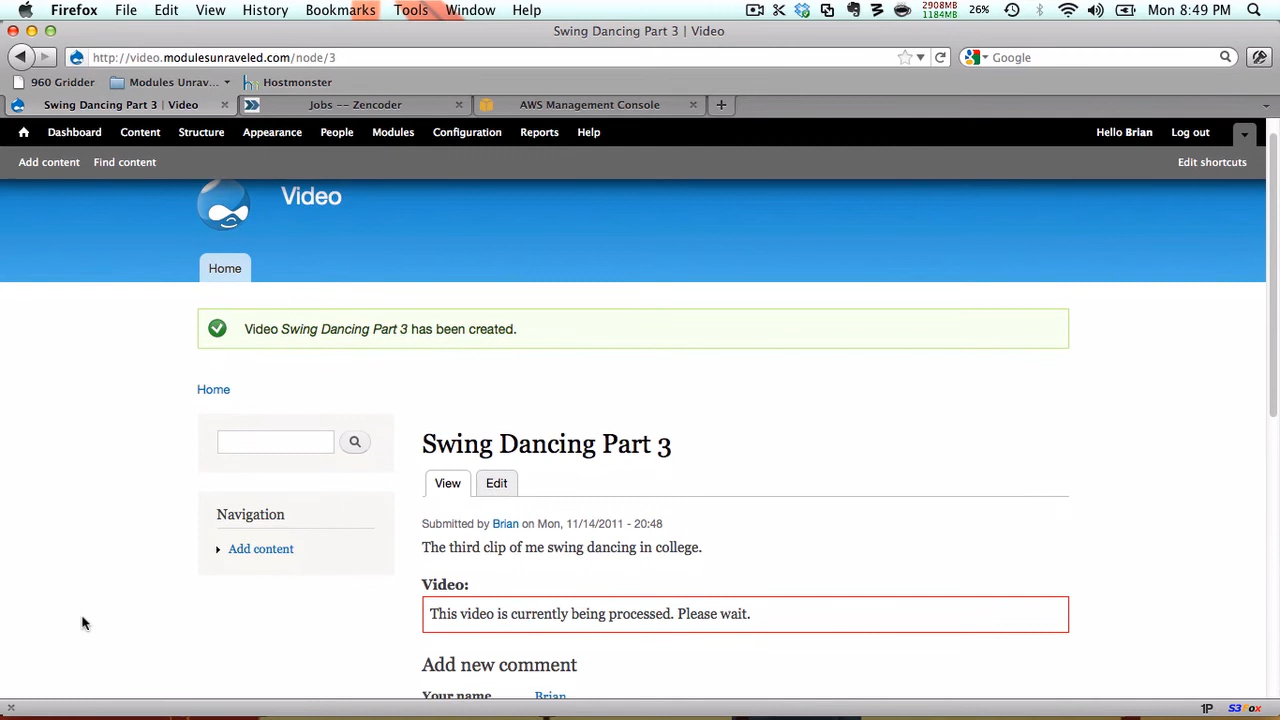 Firefox File Edit View History Bookmarks Tools Window Help 2908MB 1184MB 26% Mon 8:49 PM
Swing Dancing Part 3 | Video
http://video.modulesunraveled.com/node/3 Google
960 Gridder Modules Unrav... Hostmonster
Swing Dancing Part 3 | Video Jobs -- Zencoder AWS Management Console
Dashboard Content Structure Appearance People Modules Configuration Reports Help Hello Brian Log out
Add content Find content Edit shortcuts
Video
Home
Video Swing Dancing Part 3 has been created.
Home
Swing Dancing Part 3
View Edit
Navigation
Add content
Submitted by Brian on Mon, 11/14/2011 - 20:48
The third clip of me swing dancing in college.
Video:
This video is currently being processed. Please wait.
Add new comment
Your name Brian
1P S3Fox